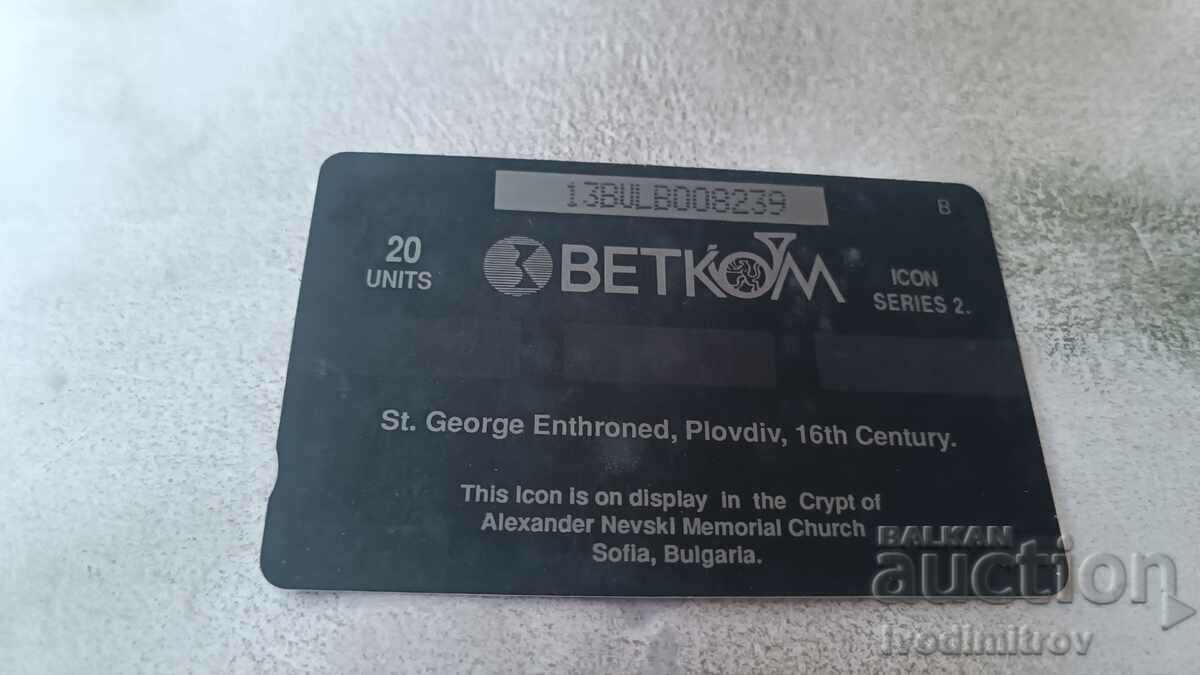 13BULB008239
B
20
UNITS
BETKOM
ICON
SERIES 2.
St. George Enthroned, Plovdiv, 16th Century.
This Icon is on display in the Crypt of
Alexander Nevski Memorial Church
Sofia, Bulgaria.
BALKAN
auction
ivodimitrov